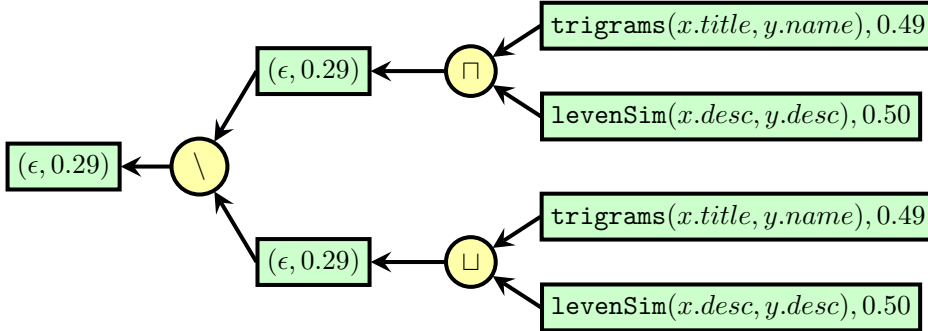 trigrams(x.title, y.name), 0.49
(ϵ, 0.29)
⊓
levenSim(x.desc, y.desc), 0.50
(ϵ, 0.29)
\
trigrams(x.title, y.name), 0.49
(ϵ, 0.29)
⊔
levenSim(x.desc, y.desc), 0.50